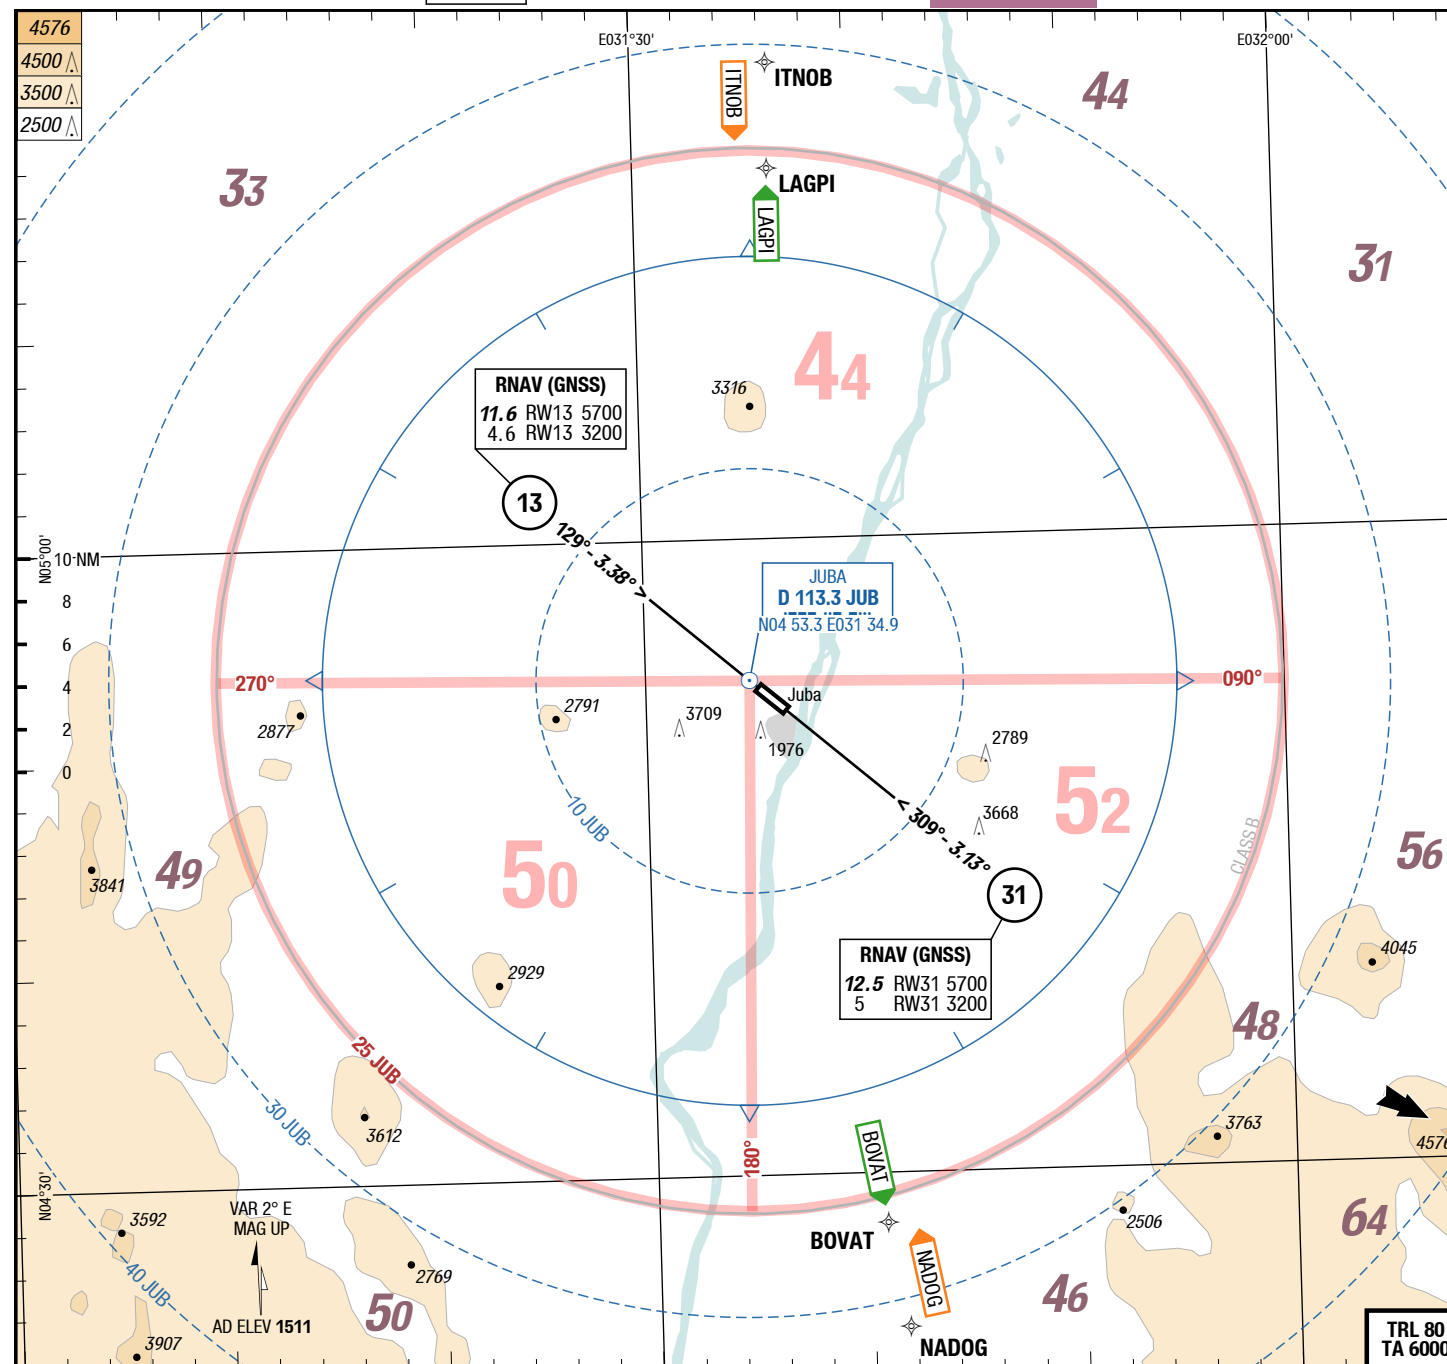 4576
4500
3500
2500
E031°30'
E032°00'
ITNOB
ITNOB
44
33
LAGPI
LAGPI
31
44
3316
RNAV (GNSS)
11.6 RW13 5700
4.6 RW13 3200
13
129°- 3.38° >
N05°00'
10 NM
8
6
4
2
0
JUBA
D 113.3 JUB
N04 53.3 E031 34.9
270°
090°
Juba
2877
2791
3709
1976
2789
3668
52
10 JUB
< 309°- 3.13°
CLASS B
56
49
3841
50
31
RNAV (GNSS)
12.5 RW31 5700
5 RW31 3200
2929
4045
48
25 JUB
30 JUB
3612
3763
4576
180°
BOVAT
N04°30'
VAR 2° E
MAG UP
3592
2506
64
BOVAT
NADOG
2769
40 JUB
50
46
AD ELEV 1511
3907
NADOG
TRL 80
TA 6000